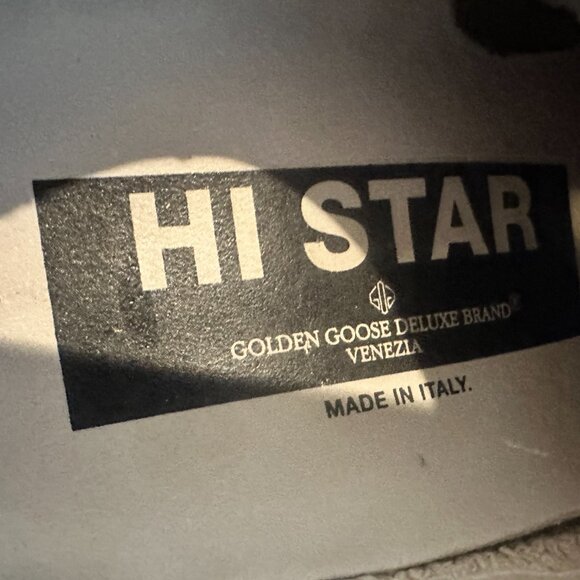 HI STAR
GOLDEN GOOSE DELUXE BRAND®
VENEZIA
MADE IN ITALY.